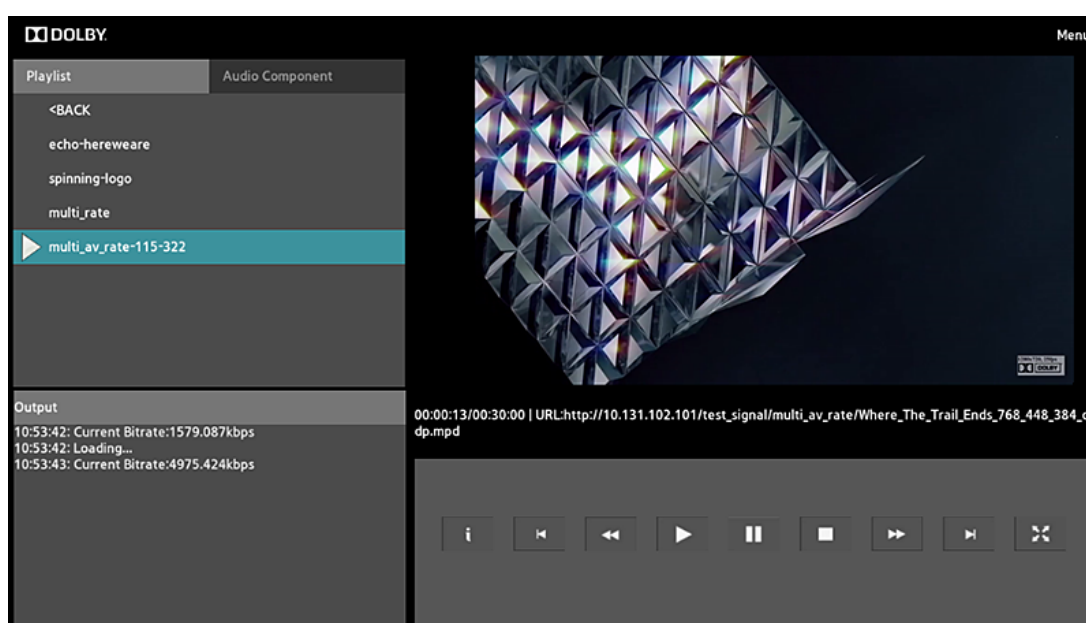 DOLBY
Menu
Playlist
Audio Component
<BACK
echo-hereweare
spinning-logo
multi_rate
multi_av_rate-115-322
DOLBY
Output
10:53:42: Current Bitrate:1579.087kbps
10:53:42: Loading...
10:53:43: Current Bitrate:4975.424kbps
00:00:13/00:30:00 | URL:http://10.131.102.101/test_signal/multi_av_rate/Where_The_Trail_Ends_768_448_384_d
dp.mpd
i